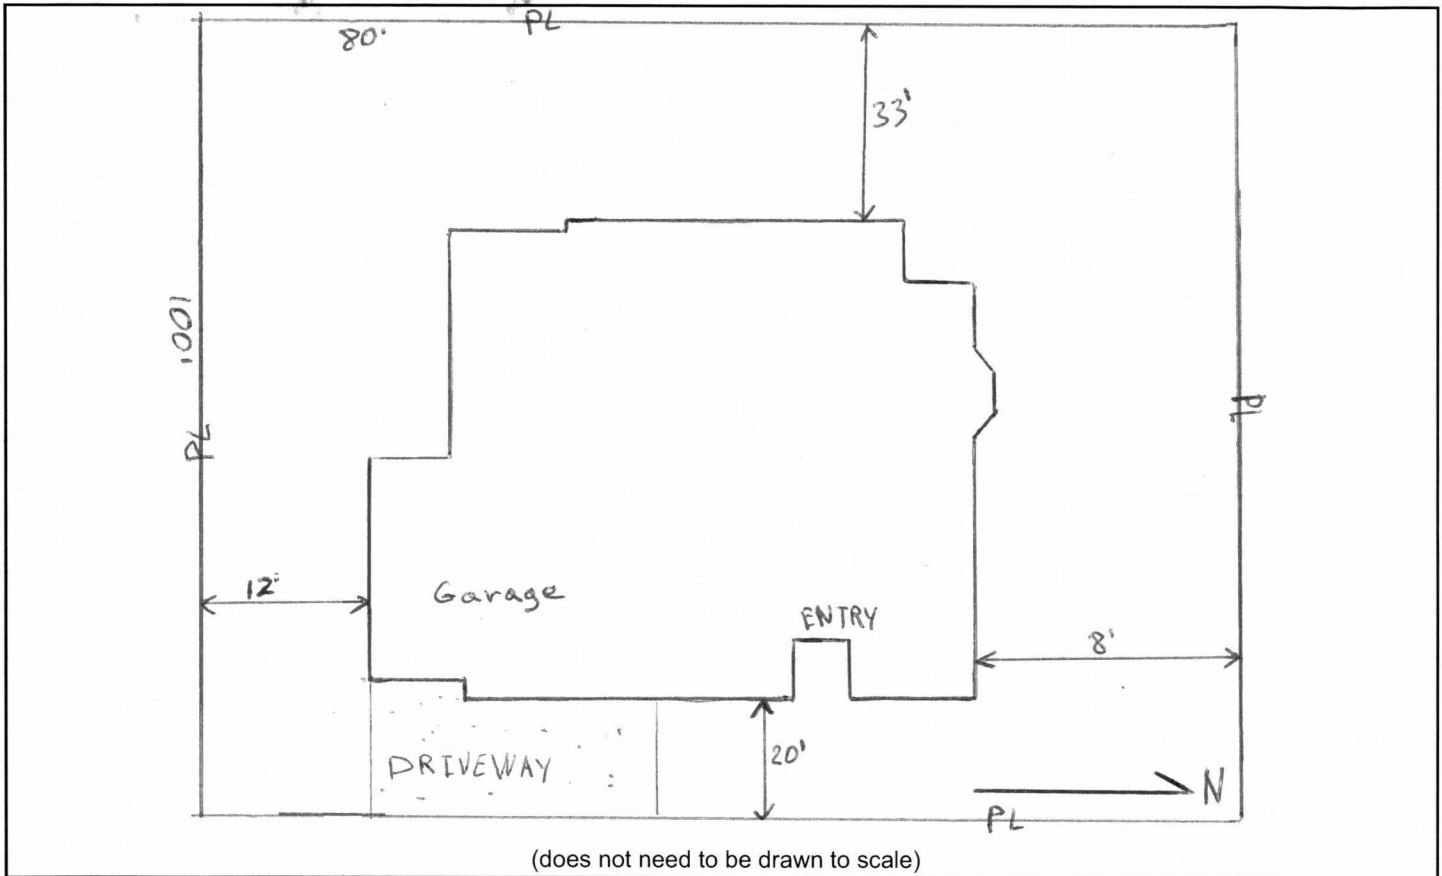 80'
PL
33'
100'
PL
PL
12'
Garage
ENTRY
8'
DRIVEWAY
20'
N
PL
(does not need to be drawn to scale)